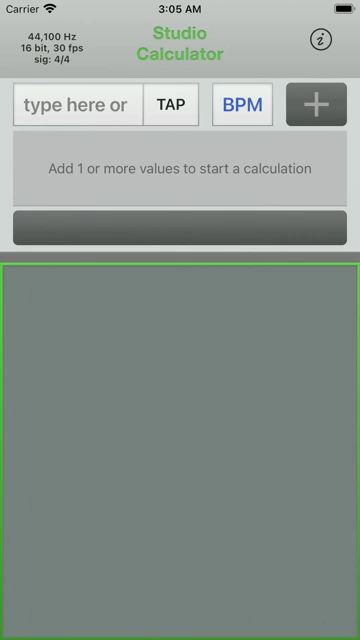 Carrier 3:05 AM
44,100 Hz
16 bit, 30 fps
sig: 4/4
Studio
Calculator
i
type here or TAP BPM +
Add 1 or more values to start a calculation